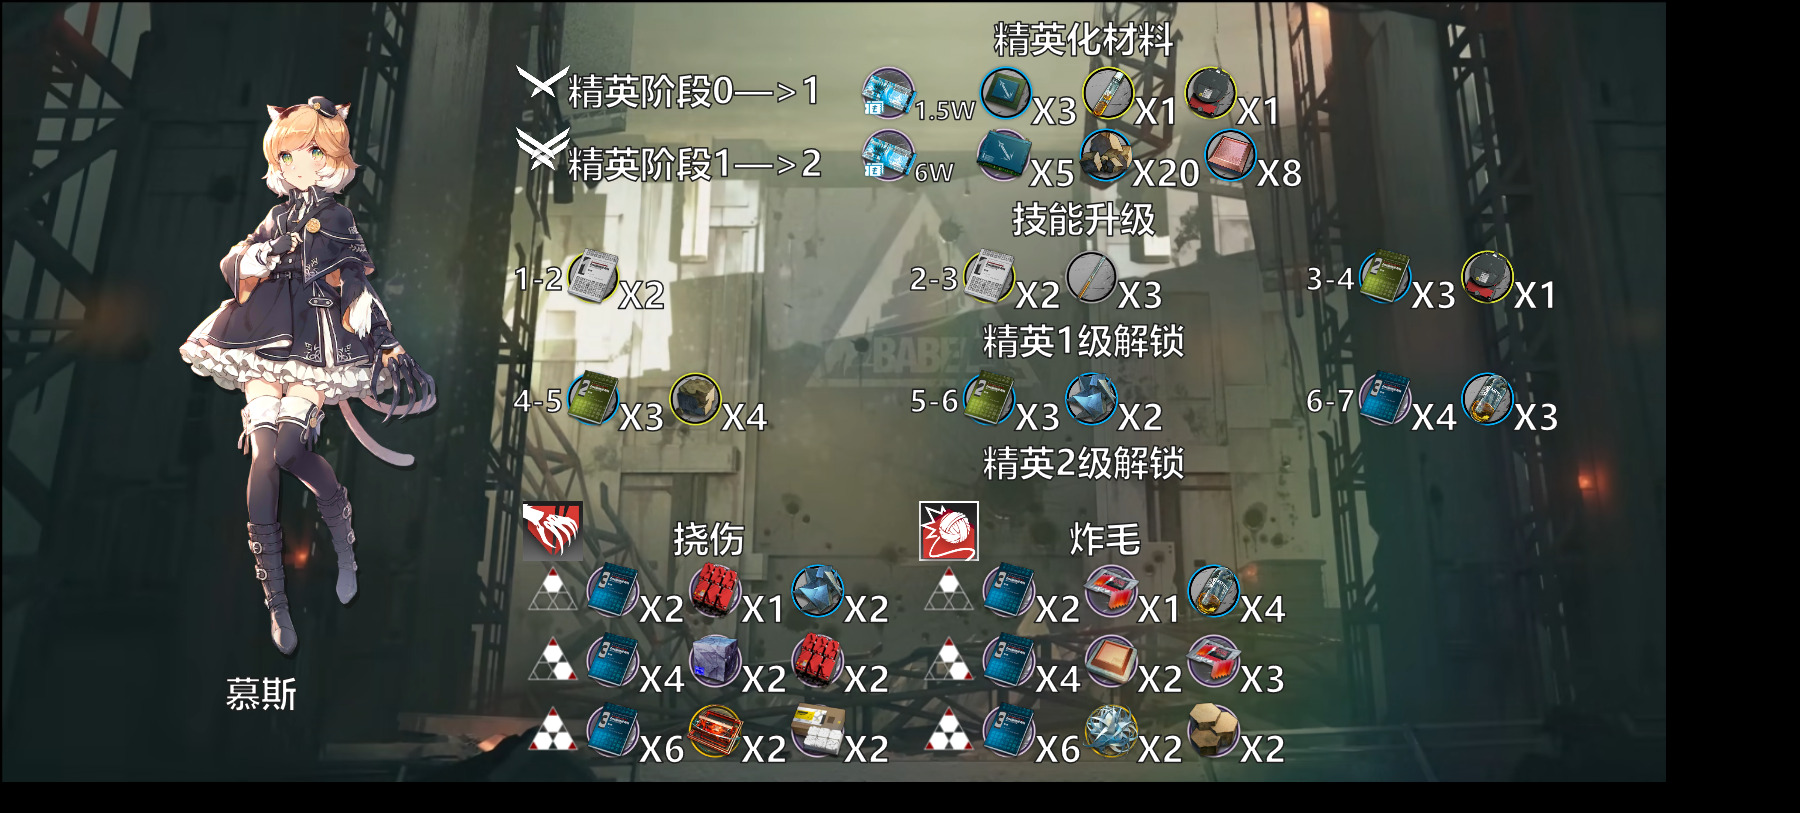 精英化材料
精英阶段0—>1 1.5W X3 X1 X1
精英阶段1—>2 6W X5 X20 X8
技能升级
1-2 X2 2-3 X2 X3 3-4 X3 X1
精英1级解锁
4-5 X3 X4 5-6 X3 X2 6-7 X4 X3
精英2级解锁
挠伤 炸毛
X2 X1 X2 X2 X1 X4
X4 X2 X2 X4 X2 X3
X6 X2 X2 X6 X2 X2
慕斯